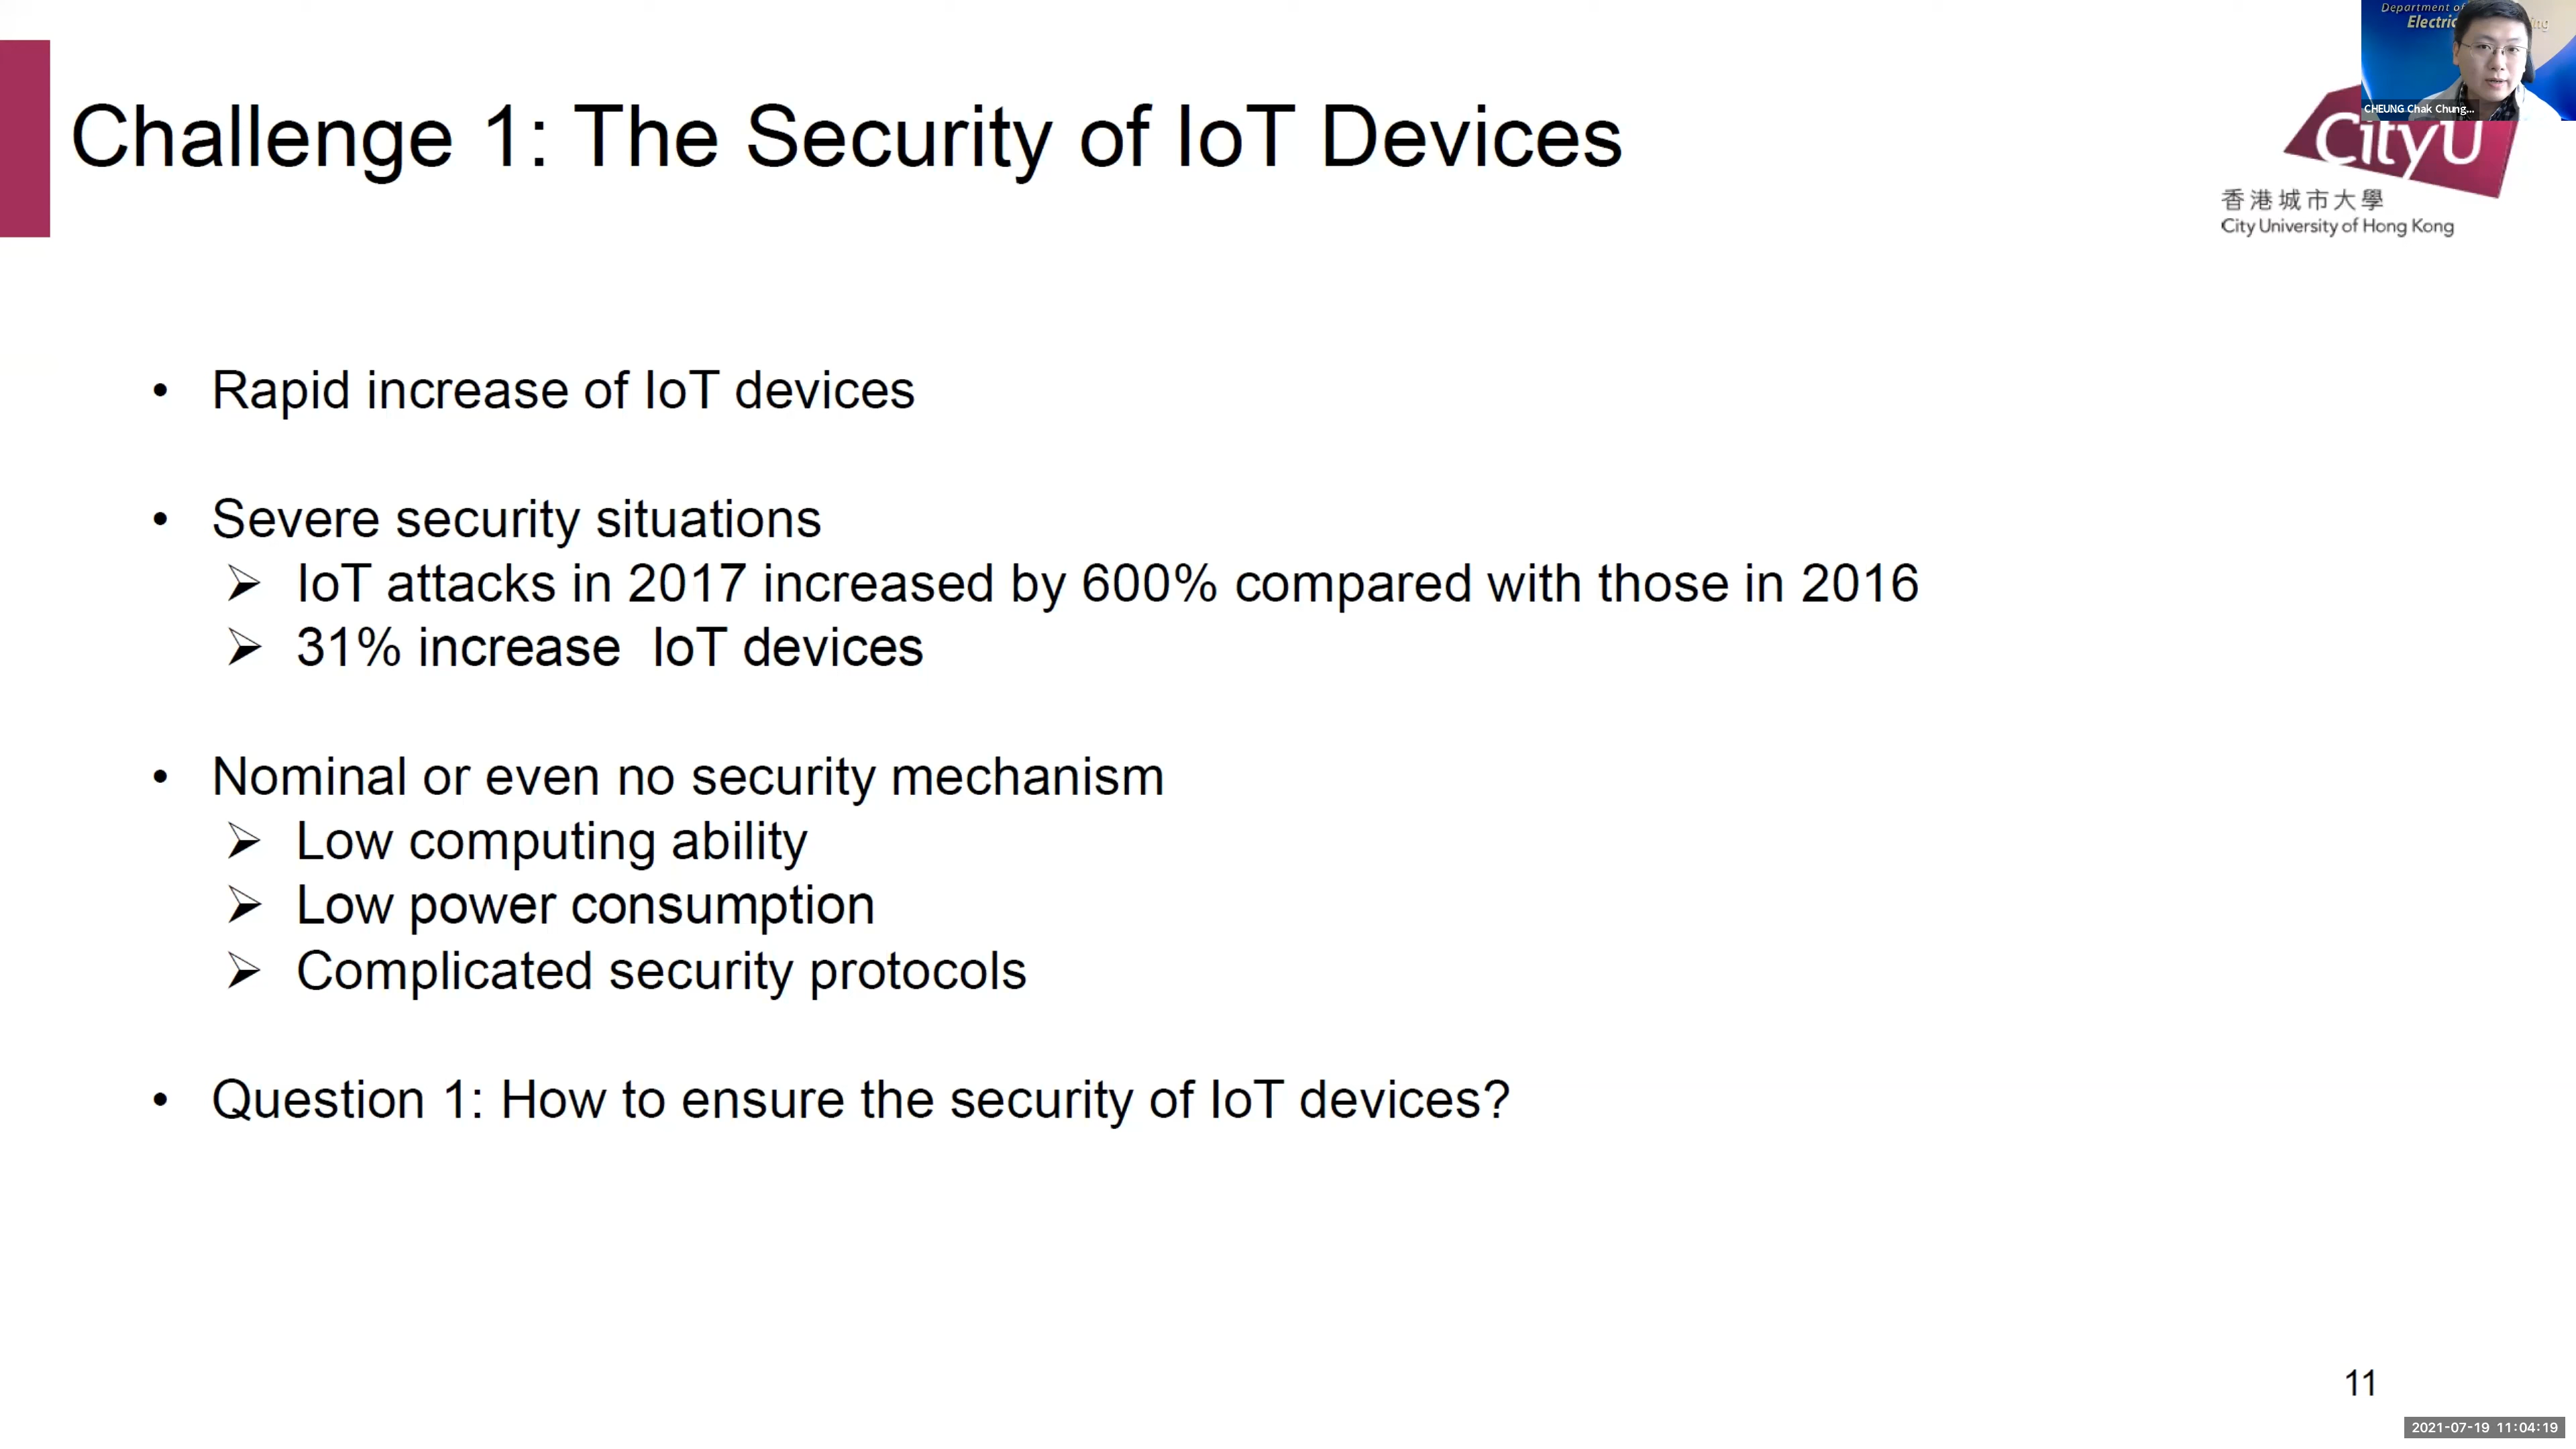 Department of
Electric
ing
CHEUNG Chak Chung...
Challenge 1: The Security of IoT Devices
CityU
香港城市大學
City University of Hong Kong
• Rapid increase of IoT devices
• Severe security situations
➢ IoT attacks in 2017 increased by 600% compared with those in 2016
➢ 31% increase  IoT devices
• Nominal or even no security mechanism
➢ Low computing ability
➢ Low power consumption
➢ Complicated security protocols
• Question 1: How to ensure the security of IoT devices?
11
2021-07-19 11:04:19